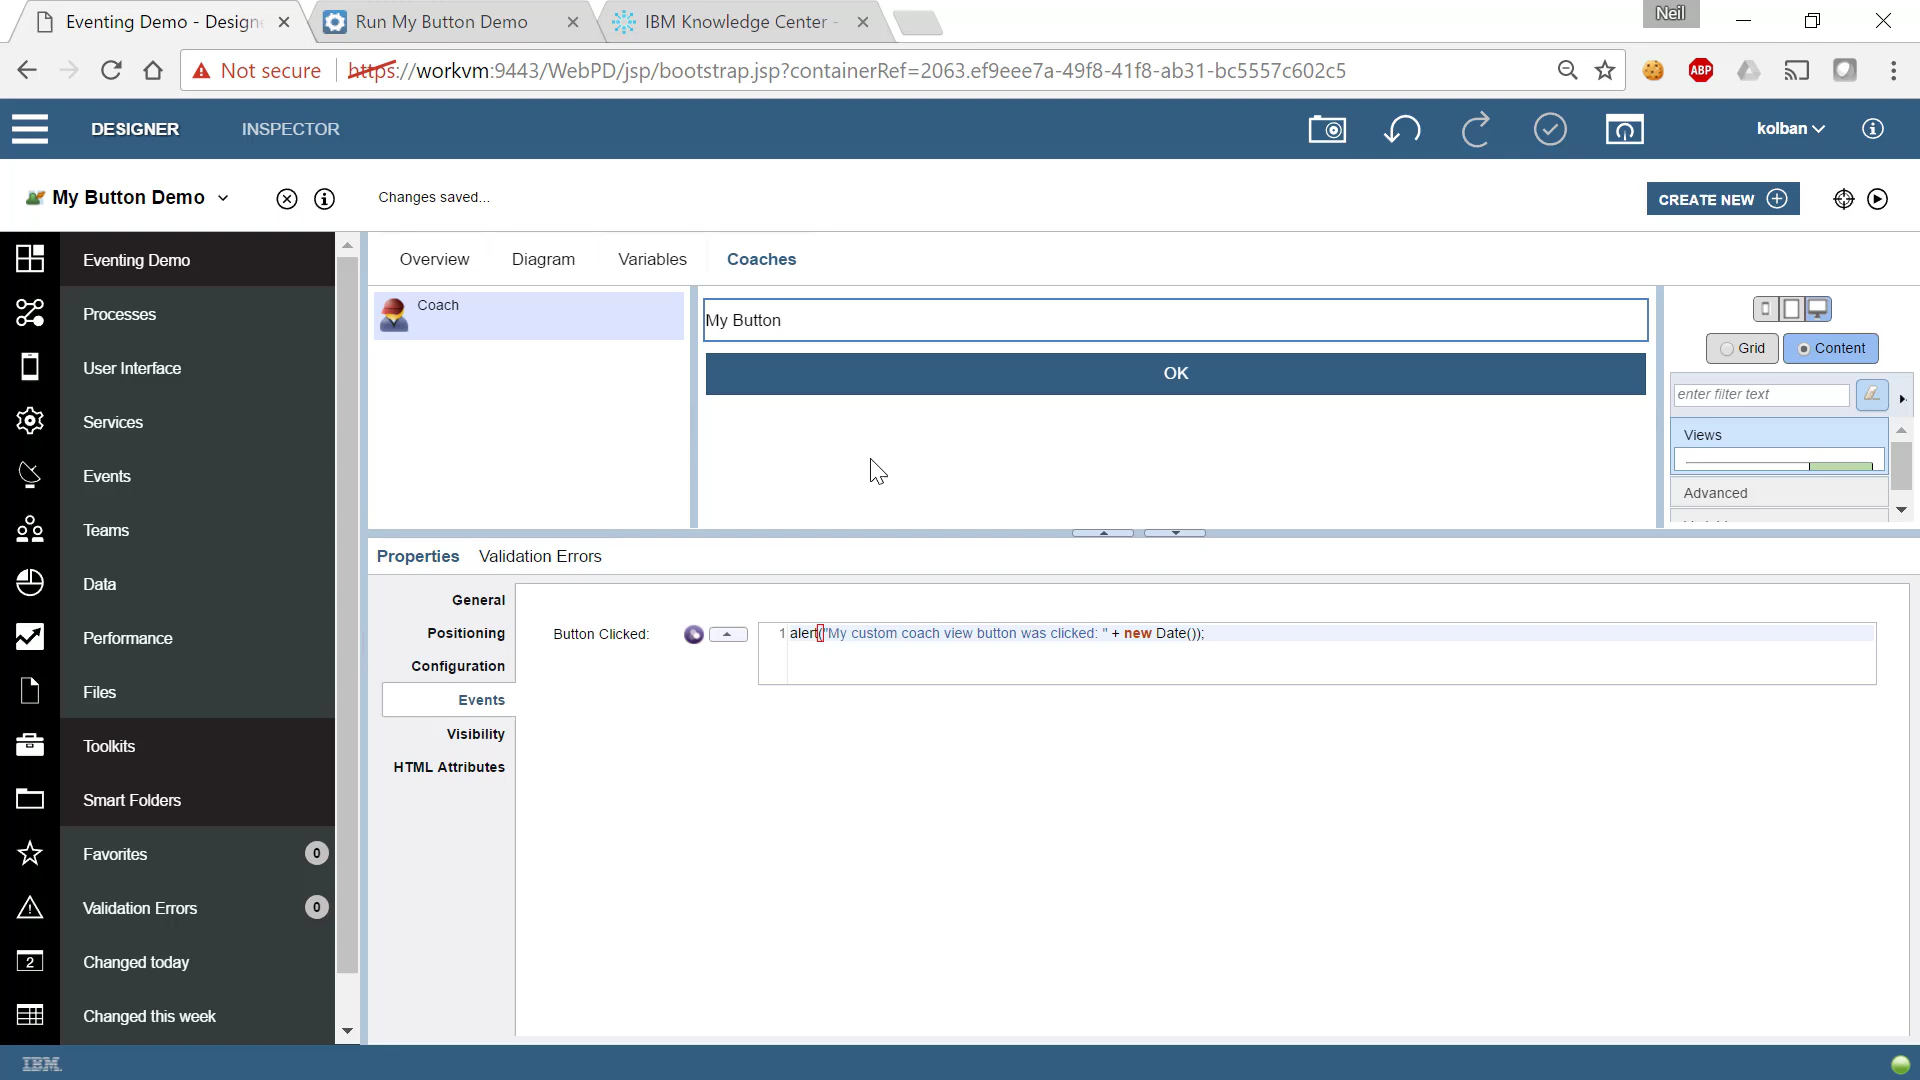 Neil
Eventing Demo - Design
Run My Button Demo
IBM Knowledge Center -
Not secure
https://workvm:9443/WebPD/jsp/bootstrap.jsp?containerRef=2063.ef9eee7a-49f8-41f8-ab31-bc5557c602c5
ABP
DESIGNER
INSPECTOR
kolban
My Button Demo
Changes saved...
CREATE NEW
Eventing Demo
Processes
User Interface
Services
Events
Teams
Data
Performance
Files
Toolkits
Smart Folders
Favorites 0
Validation Errors 0
2 Changed today
Changed this week
Overview
Diagram
Variables
Coaches
Coach
My Button
OK
Grid
Content
enter filter text
Views
Advanced
Properties
Validation Errors
General
Positioning
Configuration
Events
Visibility
HTML Attributes
Button Clicked:
1 alert("My custom coach view button was clicked: " + new Date());
IBM